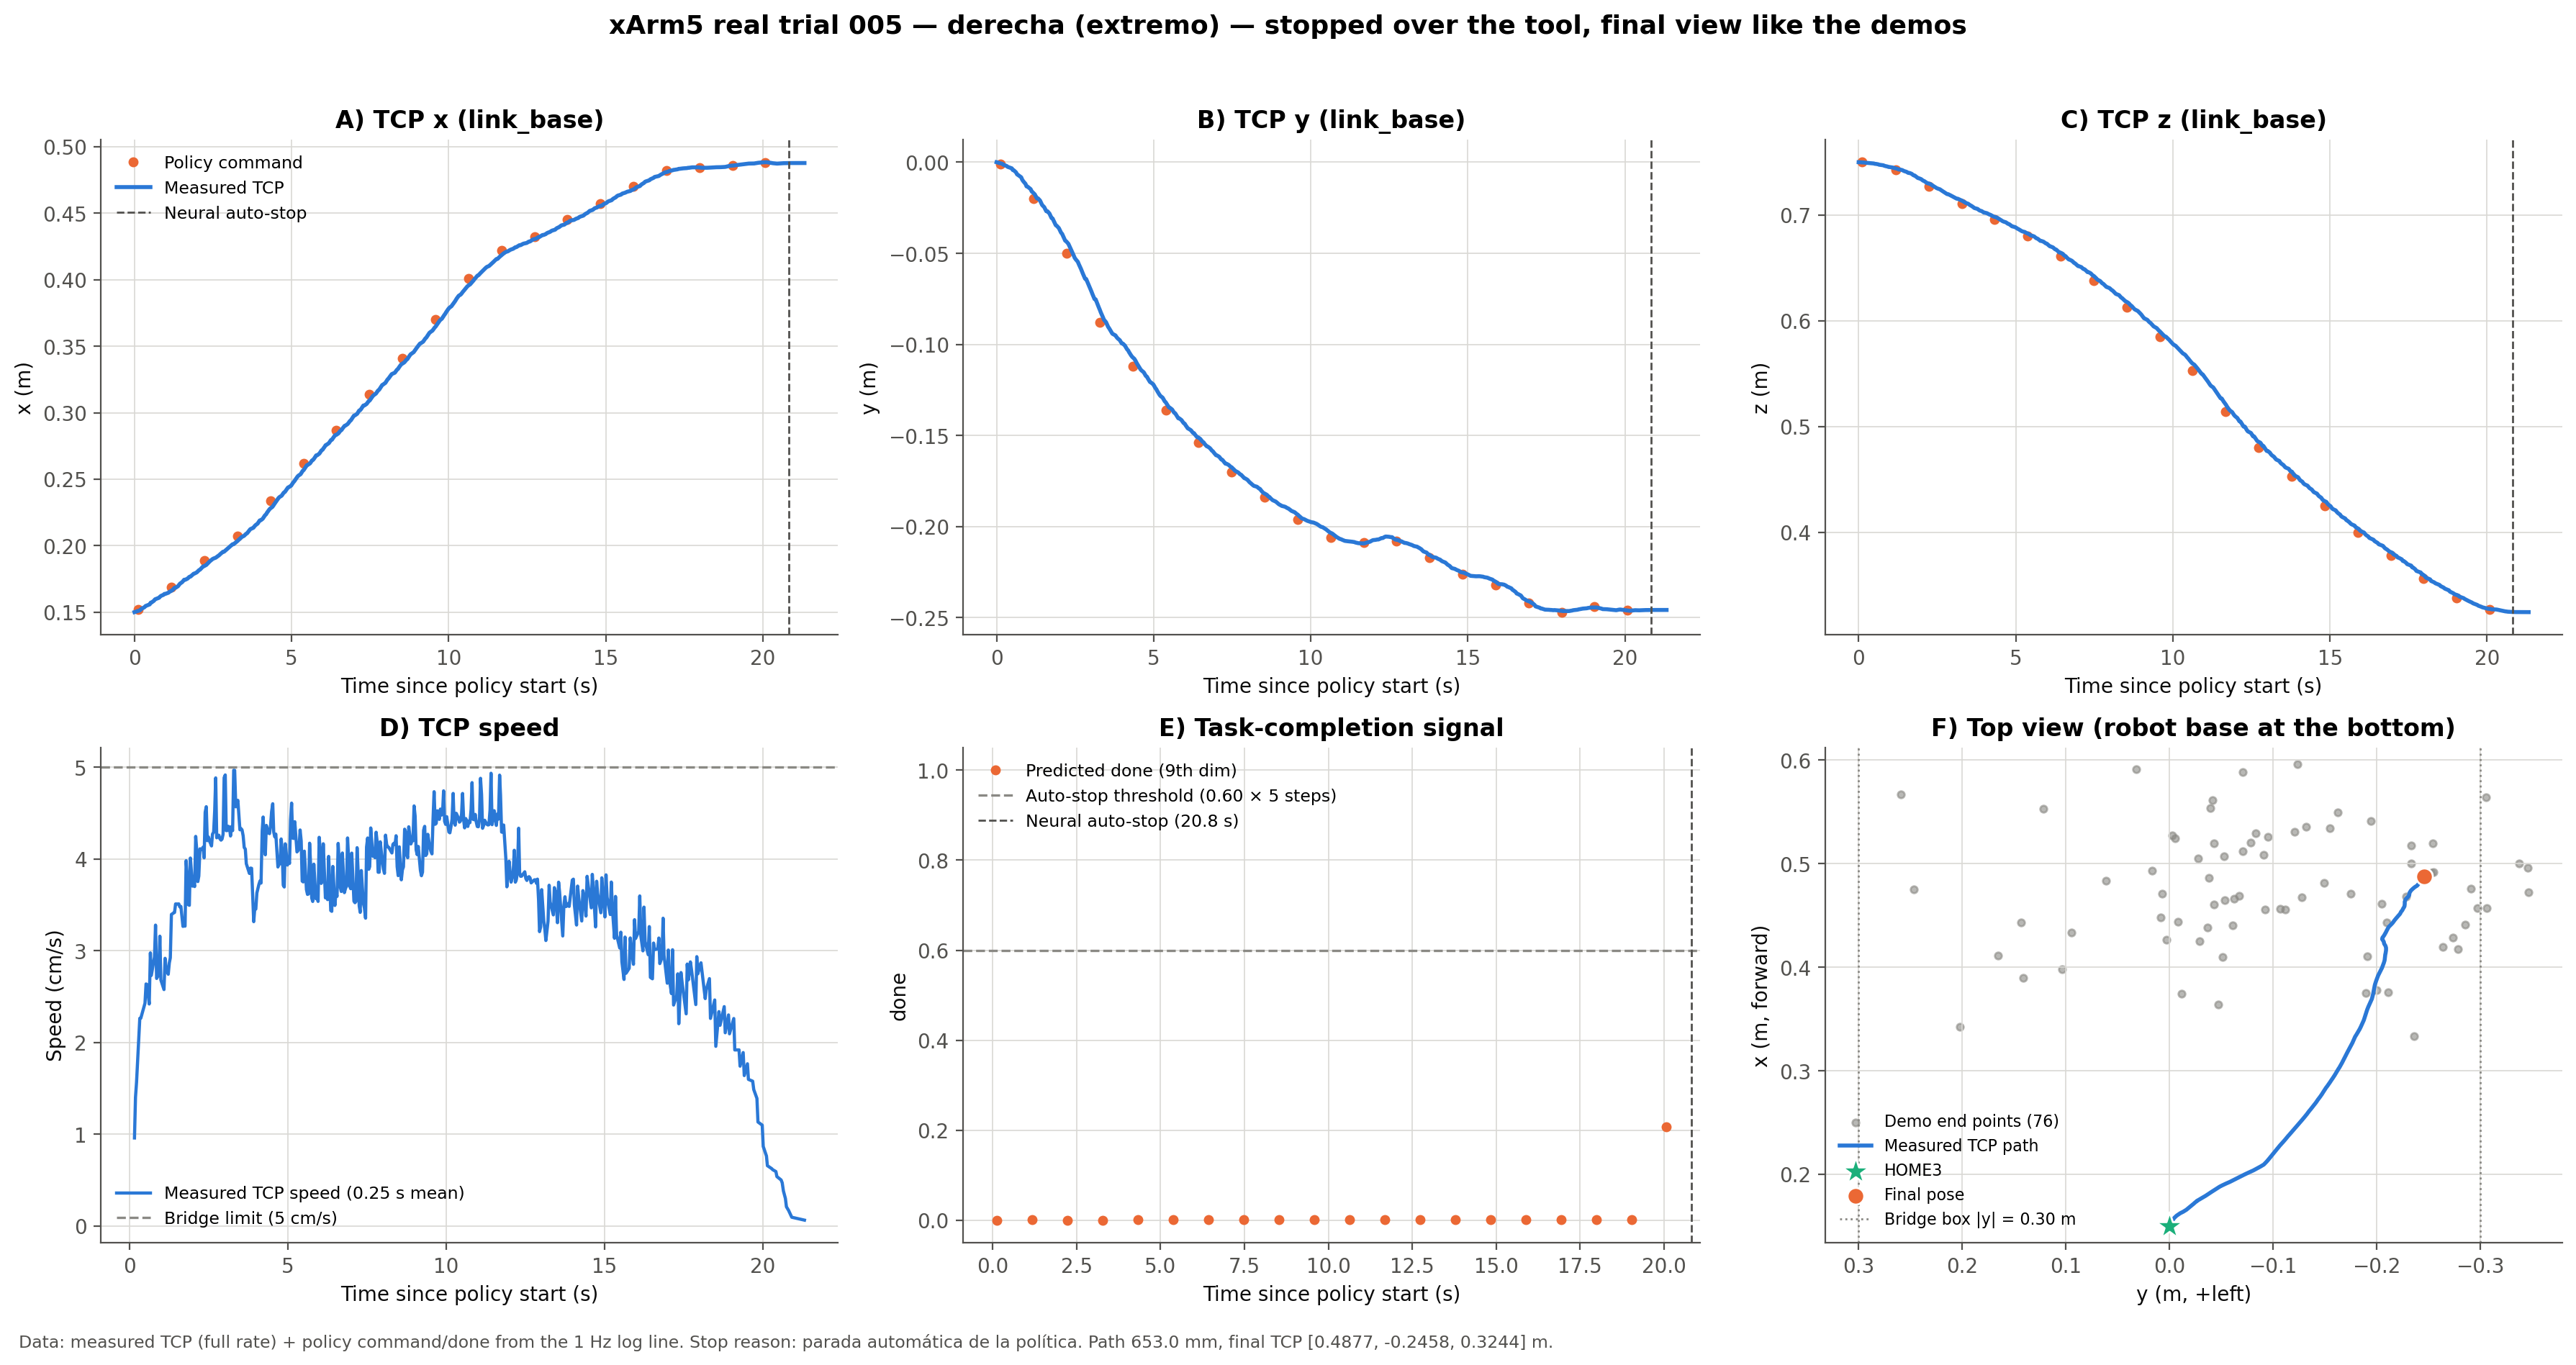 xArm5 real trial 005 — derecha (extremo) — stopped over the tool, final view like the demos
A) TCP x (link_base)
x (m)
0.50
0.45
0.40
0.35
0.30
0.25
0.20
0.15
Policy command
Measured TCP
Neural auto-stop
0 5 10 15 20
Time since policy start (s)
B) TCP y (link_base)
y (m)
0.00
−0.05
−0.10
−0.15
−0.20
−0.25
0 5 10 15 20
Time since policy start (s)
C) TCP z (link_base)
z (m)
0.7
0.6
0.5
0.4
0 5 10 15 20
Time since policy start (s)
D) TCP speed
Speed (cm/s)
5
4
3
2
1
0
Measured TCP speed (0.25 s mean)
Bridge limit (5 cm/s)
0 5 10 15 20
Time since policy start (s)
E) Task-completion signal
done
1.0
0.8
0.6
0.4
0.2
0.0
Predicted done (9th dim)
Auto-stop threshold (0.60 × 5 steps)
Neural auto-stop (20.8 s)
0.0 2.5 5.0 7.5 10.0 12.5 15.0 17.5 20.0
Time since policy start (s)
F) Top view (robot base at the bottom)
x (m, forward)
0.6
0.5
0.4
0.3
0.2
Demo end points (76)
Measured TCP path
HOME3
Final pose
Bridge box |y| = 0.30 m
0.3 0.2 0.1 0.0 −0.1 −0.2 −0.3
y (m, +left)
Data: measured TCP (full rate) + policy command/done from the 1 Hz log line. Stop reason: parada automática de la política. Path 653.0 mm, final TCP [0.4877, -0.2458, 0.3244] m.